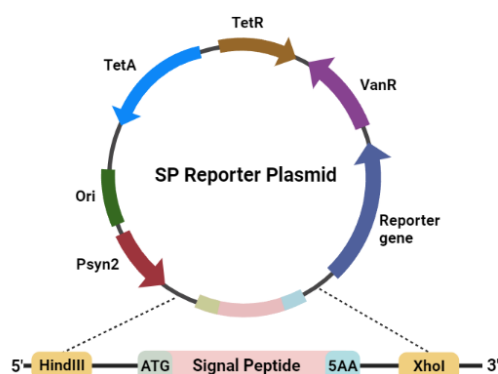 TetR
TetA
VanR
SP Reporter Plasmid
Ori
Reporter
gene
Psyn2
5' HindIII ATG Signal Peptide 5AA XhoI 3'